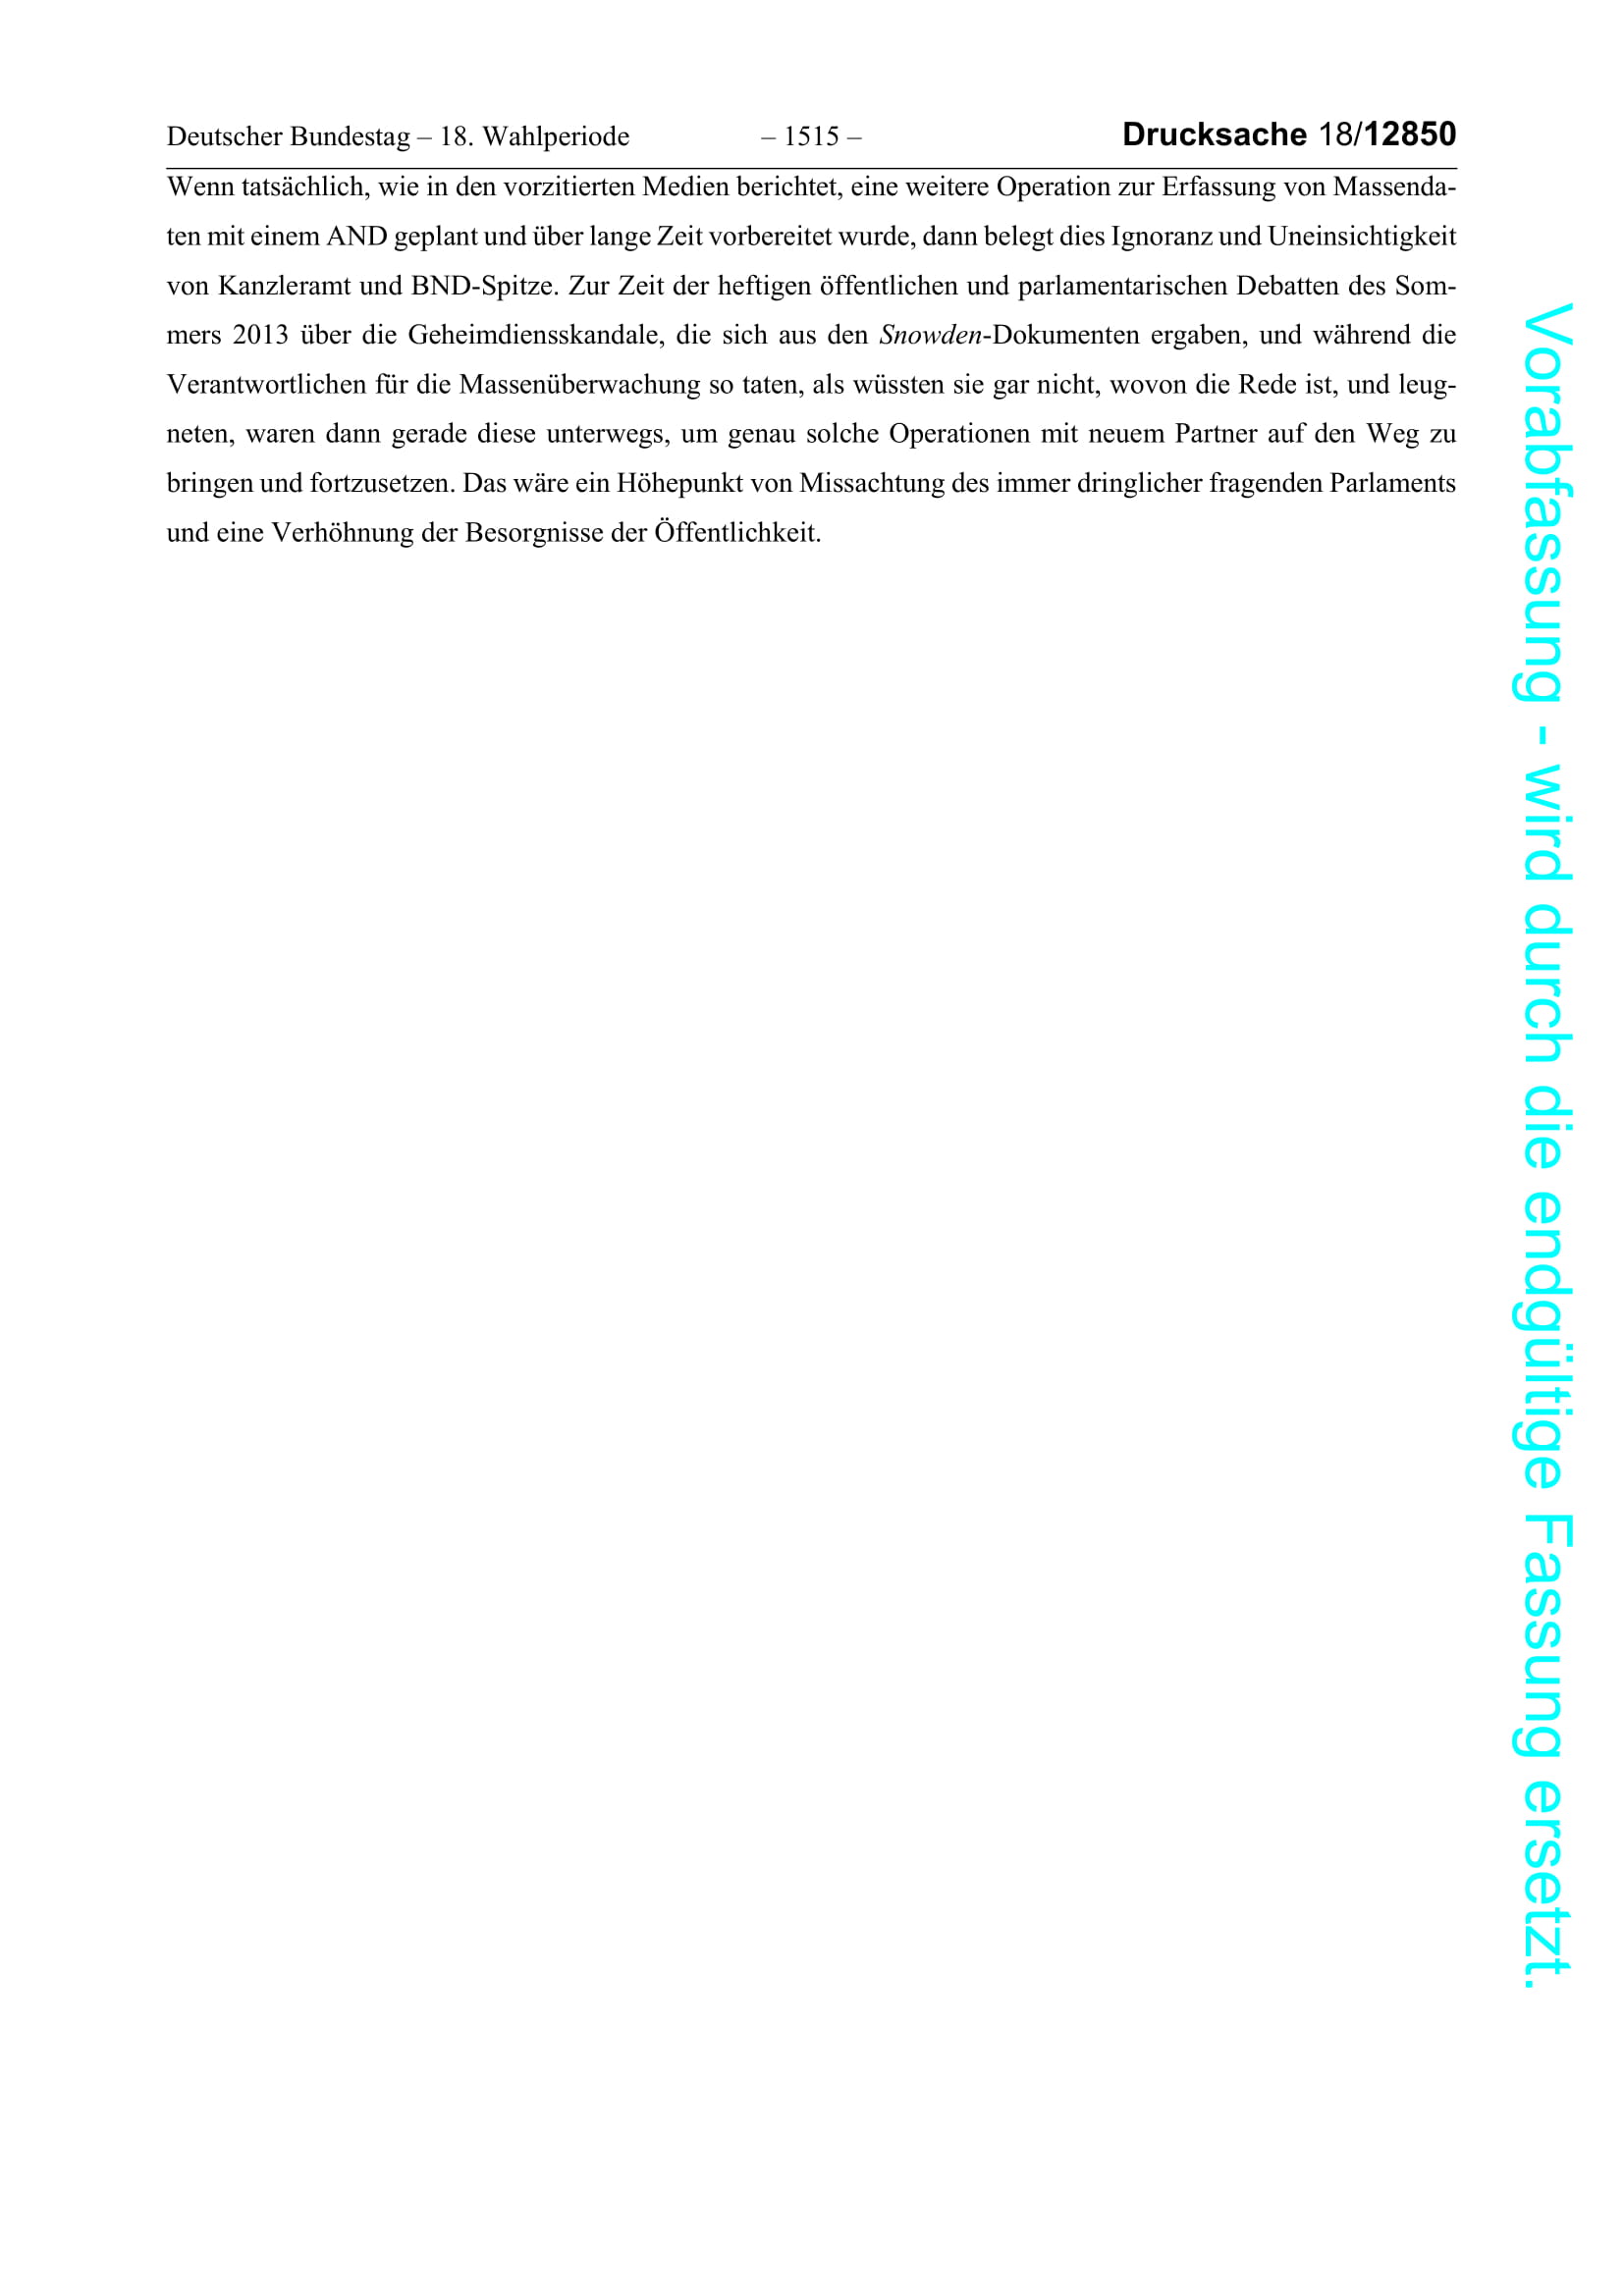 Deutscher Bundestag – 18. Wahlperiode – 1515 – Drucksache 18/12850
Wenn tatsächlich, wie in den vorzitierten Medien berichtet, eine weitere Operation zur Erfassung von Massenda-
ten mit einem AND geplant und über lange Zeit vorbereitet wurde, dann belegt dies Ignoranz und Uneinsichtigkeit
von Kanzleramt und BND-Spitze. Zur Zeit der heftigen öffentlichen und parlamentarischen Debatten des Som-
mers 2013 über die Geheimdiensskandale, die sich aus den Snowden-Dokumenten ergaben, und während die
Verantwortlichen für die Massenüberwachung so taten, als wüssten sie gar nicht, wovon die Rede ist, und leug-
neten, waren dann gerade diese unterwegs, um genau solche Operationen mit neuem Partner auf den Weg zu
bringen und fortzusetzen. Das wäre ein Höhepunkt von Missachtung des immer dringlicher fragenden Parlaments
und eine Verhöhnung der Besorgnisse der Öffentlichkeit.
Vorabfassung - wird durch die endgültige Fassung ersetzt.